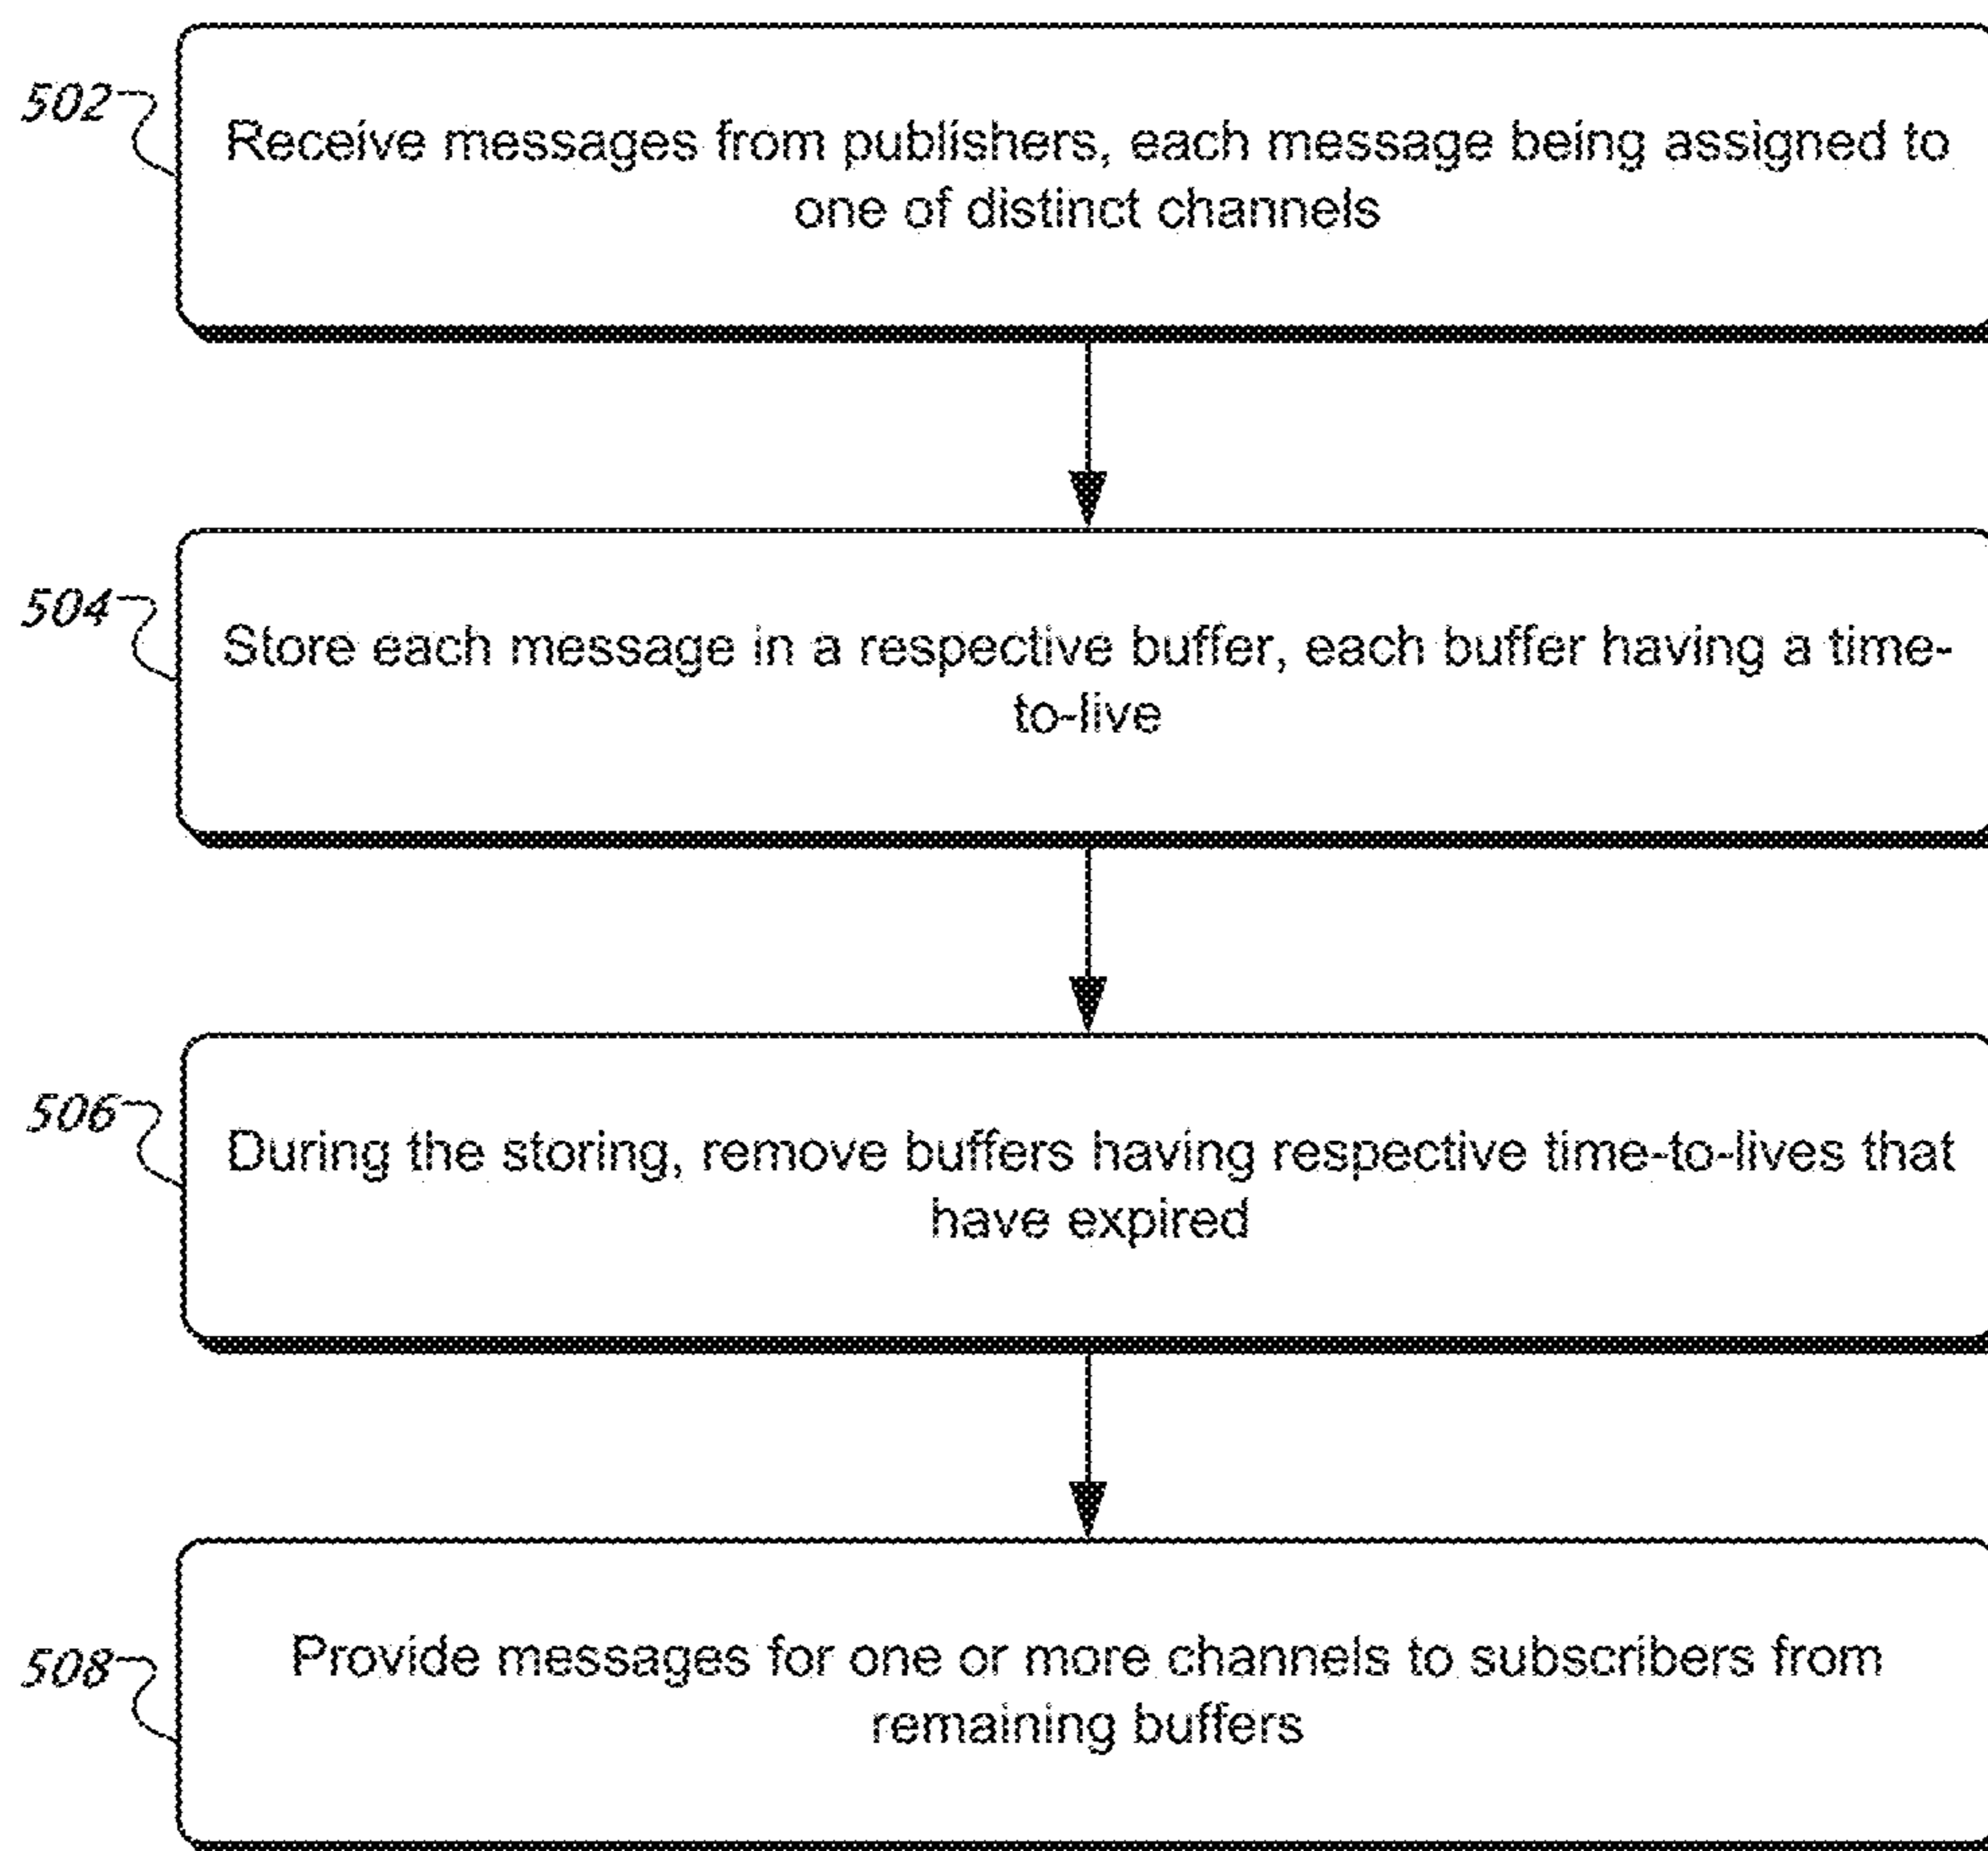 502
Receive messages from publishers, each message being assigned to
one of distinct channels
504
Store each message in a respective buffer, each buffer having a time-
to-live
506
During the storing, remove buffers having respective time-to-lives that
have expired
508
Provide messages for one or more channels to subscribers from
remaining buffers